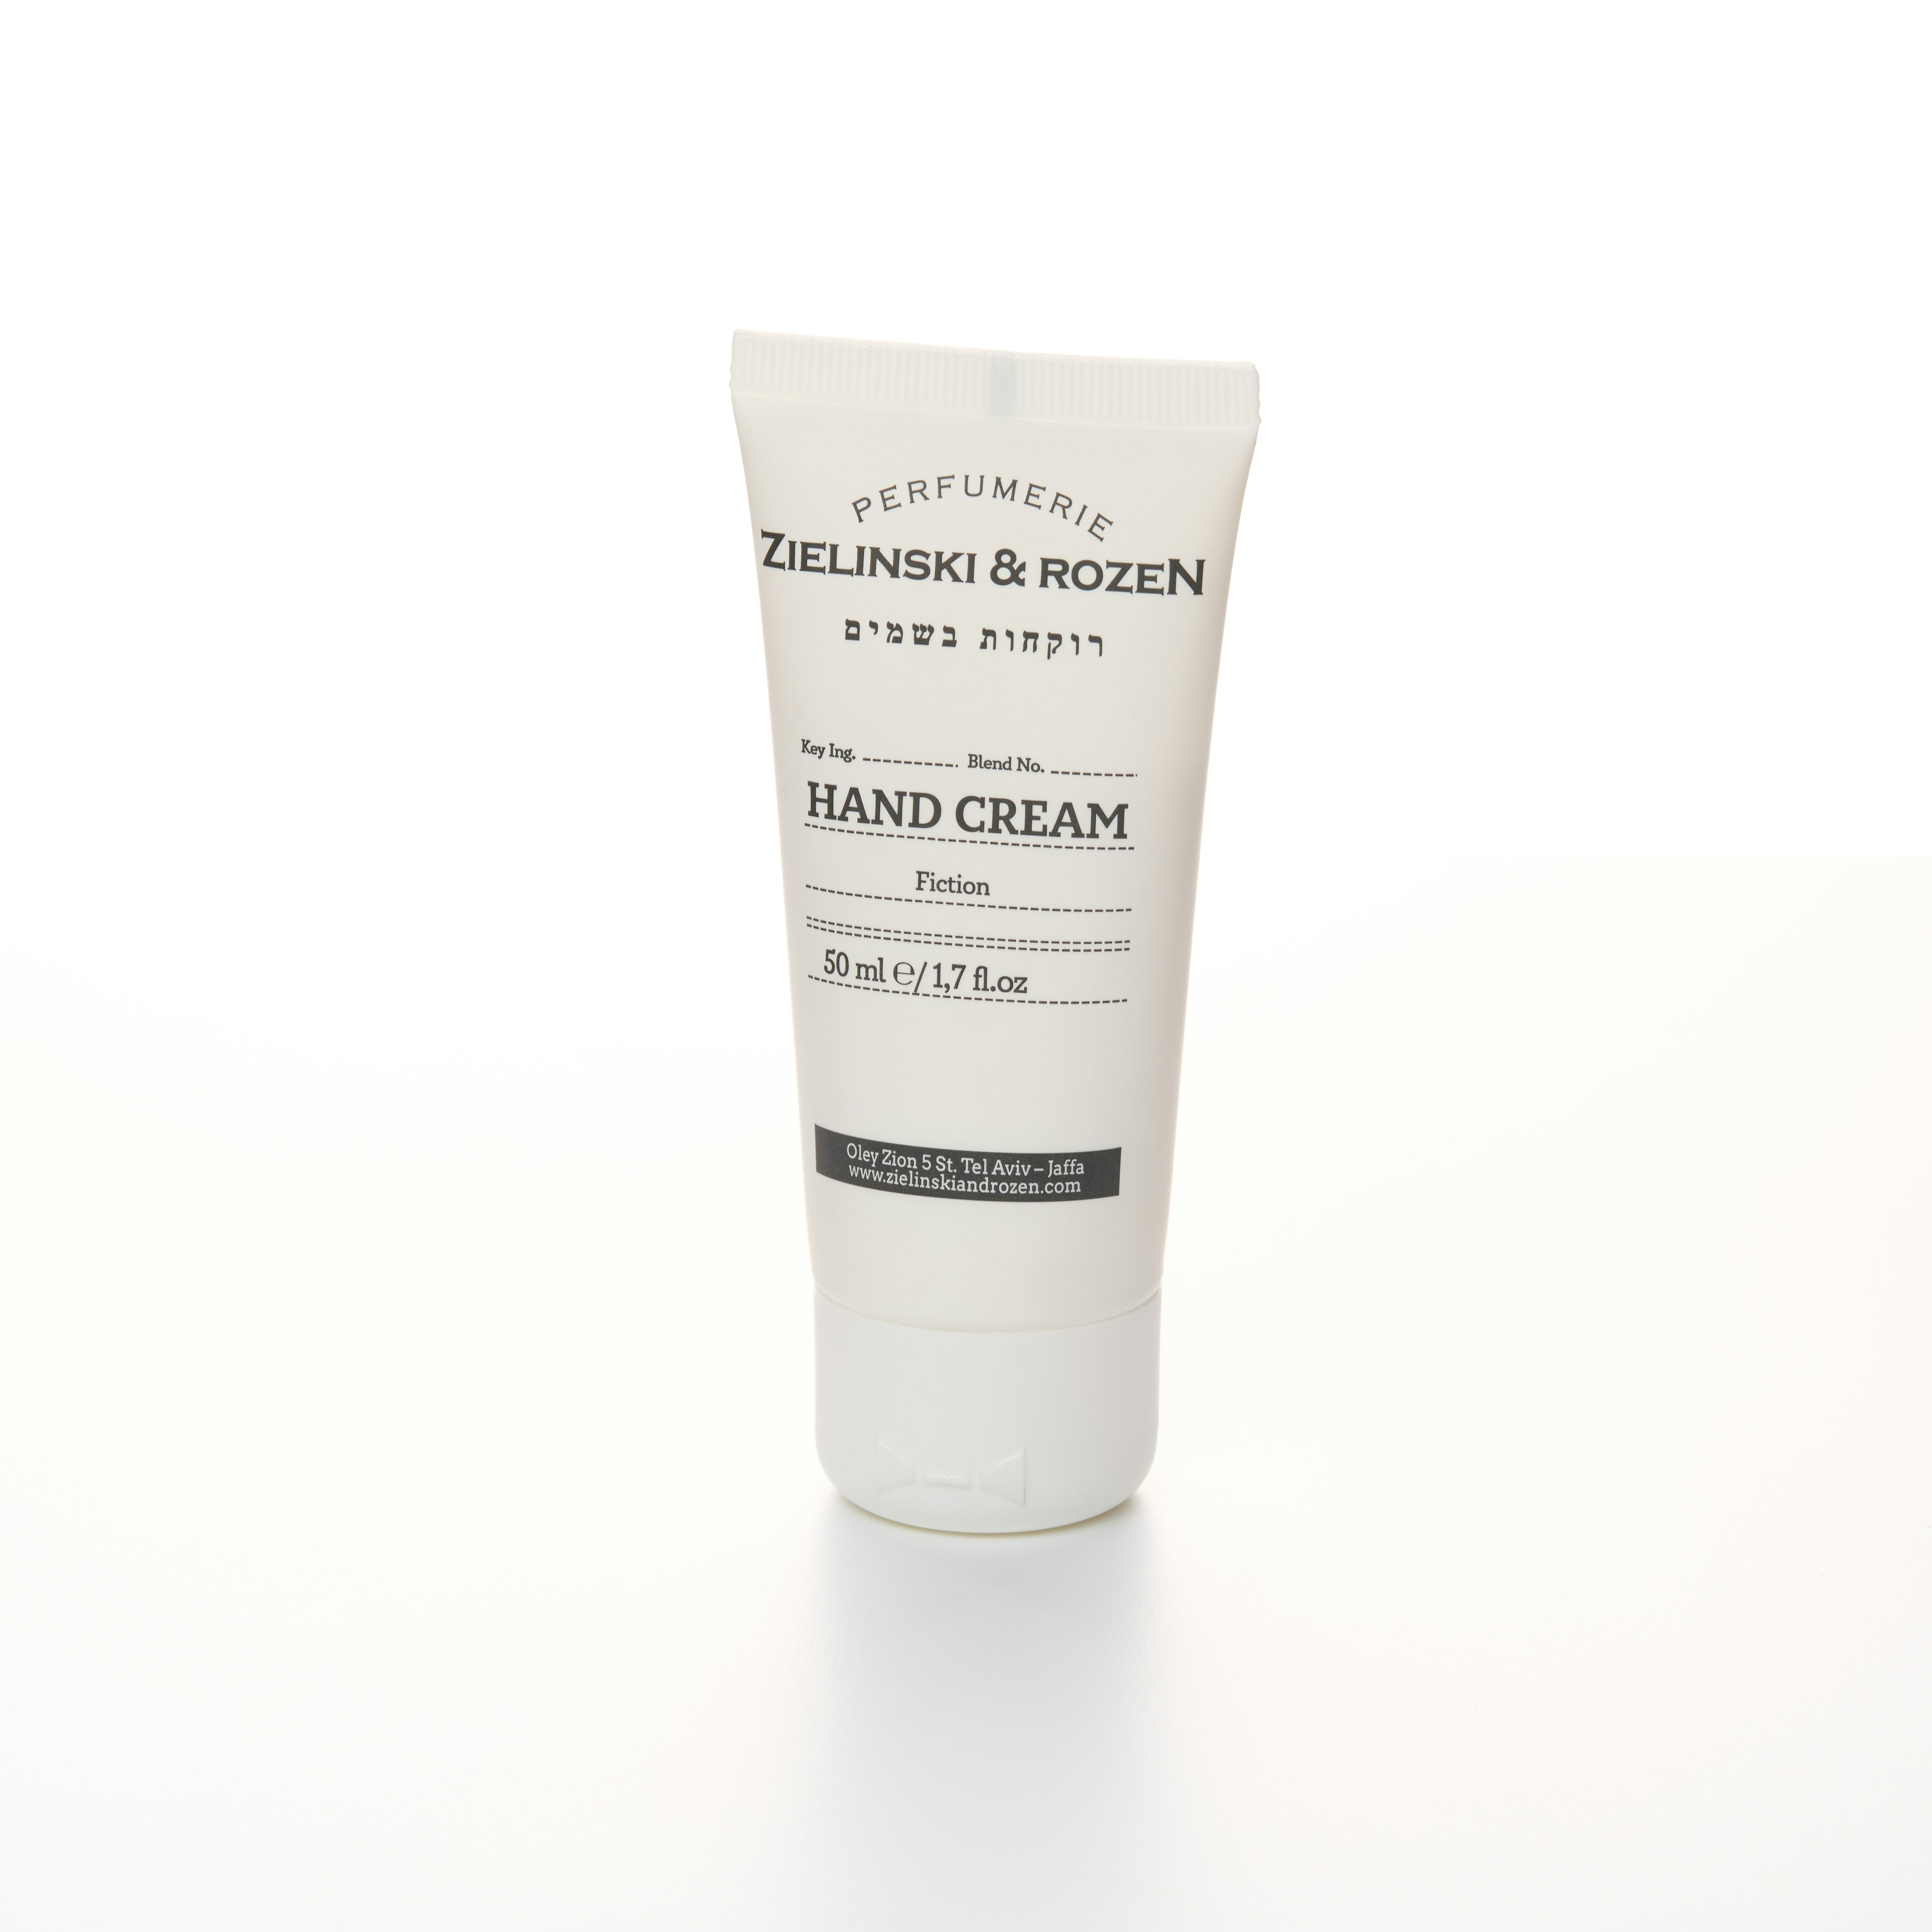 PERFUMERIE
ZIELINSKI & ROZEN
רוקחות בשמים
Key Ing. Blend No.
HAND CREAM
Fiction
50 ml ℮/ 1,7 fl.oz
Oley Zion 5 St. Tel Aviv – Jaffa
www.zielinskiandrozen.com